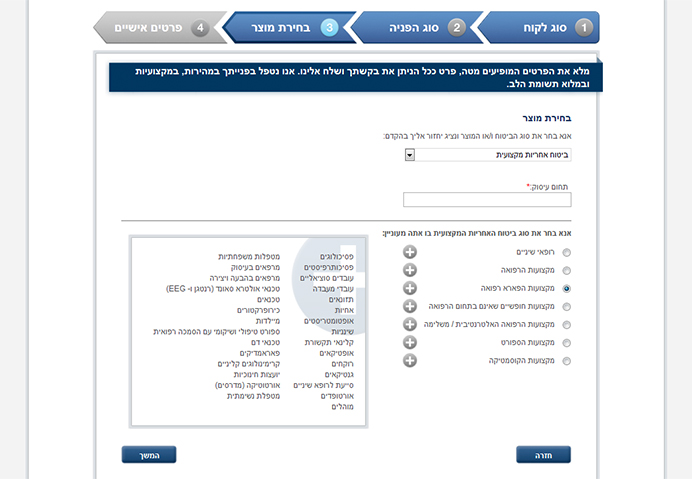 1 סוג לקוח
2 סוג הפניה
3 בחירת מוצר
4 פרטים אישיים
מלא את הפרטים המופיעים מטה, פרט ככל הניתן את בקשתך ושלח אלינו. אנו נטפל בפנייתך במהירות, במקצועיות
ובמלוא תשומת הלב.
בחירת מוצר
אנא בחר את סוג הביטוח ו/או המוצר ונציג יחזור אליך בהקדם:
ביטוח אחריות מקצועית
תחום עיסוק:*
אנא בחר את סוג ביטוח האחריות המקצועית בו אתה מעוניין:
רופאי שיניים
מקצועות הרפואה
מקצועות הפארא רפואה
מקצועות חופשיים שאינם בתחום הרפואה
מקצועות הרפואה האלטרנטיבית / משלימה
מקצועות הספורט
מקצועות הקוסמטיקה
פסיכולוגים
פסיכותרפיסטים
עובדים סוציאליים
עובדי מעבדה
תזונאים
אחיות
אופטומטריסטים
שינניות
קלינאי תקשורת
אופטיקאים
רוקחים
גנטיקאים
סייעת לרופא שיניים
אורטופדים
מוהלים
מטפלות משפחתיות
מרפאים בעיסוק
מרפאים בהבעה ויצירה
טכנאי אולטרא סאונד (רנטגן ו- EEG)
טכנאים
כירופרקטורים
מיילדות
ספורט טיפולי ושיקומי עם הסמכה רפואית
טכנאי דם
פאראמדיקים
קרימינולוגים קליניים
יועצות חינוכיות
אורטוטיקה (מדרסים)
מטפלת נשימתית
חזרה
המשך